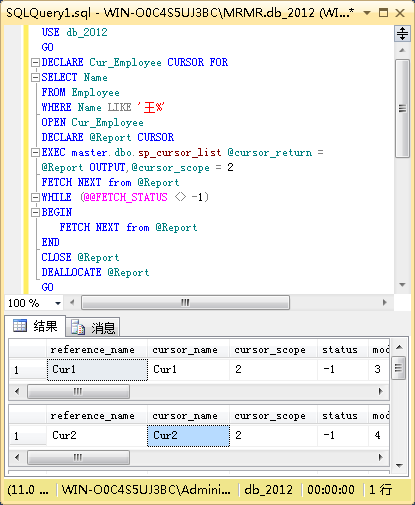 SQLQuery1.sql - WIN-O0C4S5UJ3BC\MRMR.db_2012 (WI...*
USE db_2012
GO
DECLARE Cur_Employee CURSOR FOR
SELECT Name
FROM Employee
WHERE Name LIKE '王%'
OPEN Cur_Employee
DECLARE @Report CURSOR
EXEC master.dbo.sp_cursor_list @cursor_return =
@Report OUTPUT,@cursor_scope = 2
FETCH NEXT from @Report
WHILE (@@FETCH_STATUS <> -1)
BEGIN
FETCH NEXT from @Report
END
CLOSE @Report
DEALLOCATE @Report
GO
100 %
结果 消息
reference_name cursor_name cursor_scope status mod
1 Cur1 Cur1 2 -1 3
reference_name cursor_name cursor_scope status mod
1 Cur2 Cur2 2 -1 4
(11.0 ... WIN-O0C4S5UJ3BC\Admini... db_2012 00:00:00 1 行